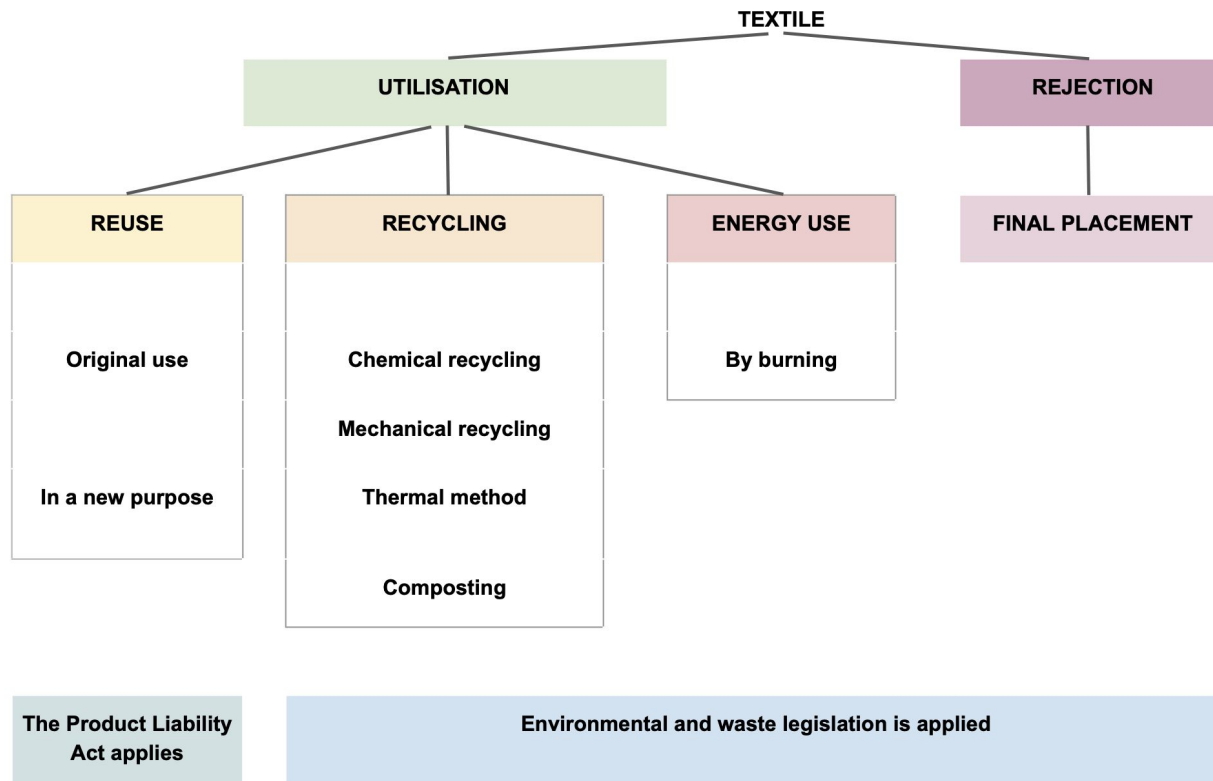 TEXTILE
UTILISATION
REJECTION
REUSE
RECYCLING
ENERGY USE
FINAL PLACEMENT
Original use
Chemical recycling
By burning
Mechanical recycling
In a new purpose
Thermal method
Composting
The Product Liability
Act applies
Environmental and waste legislation is applied